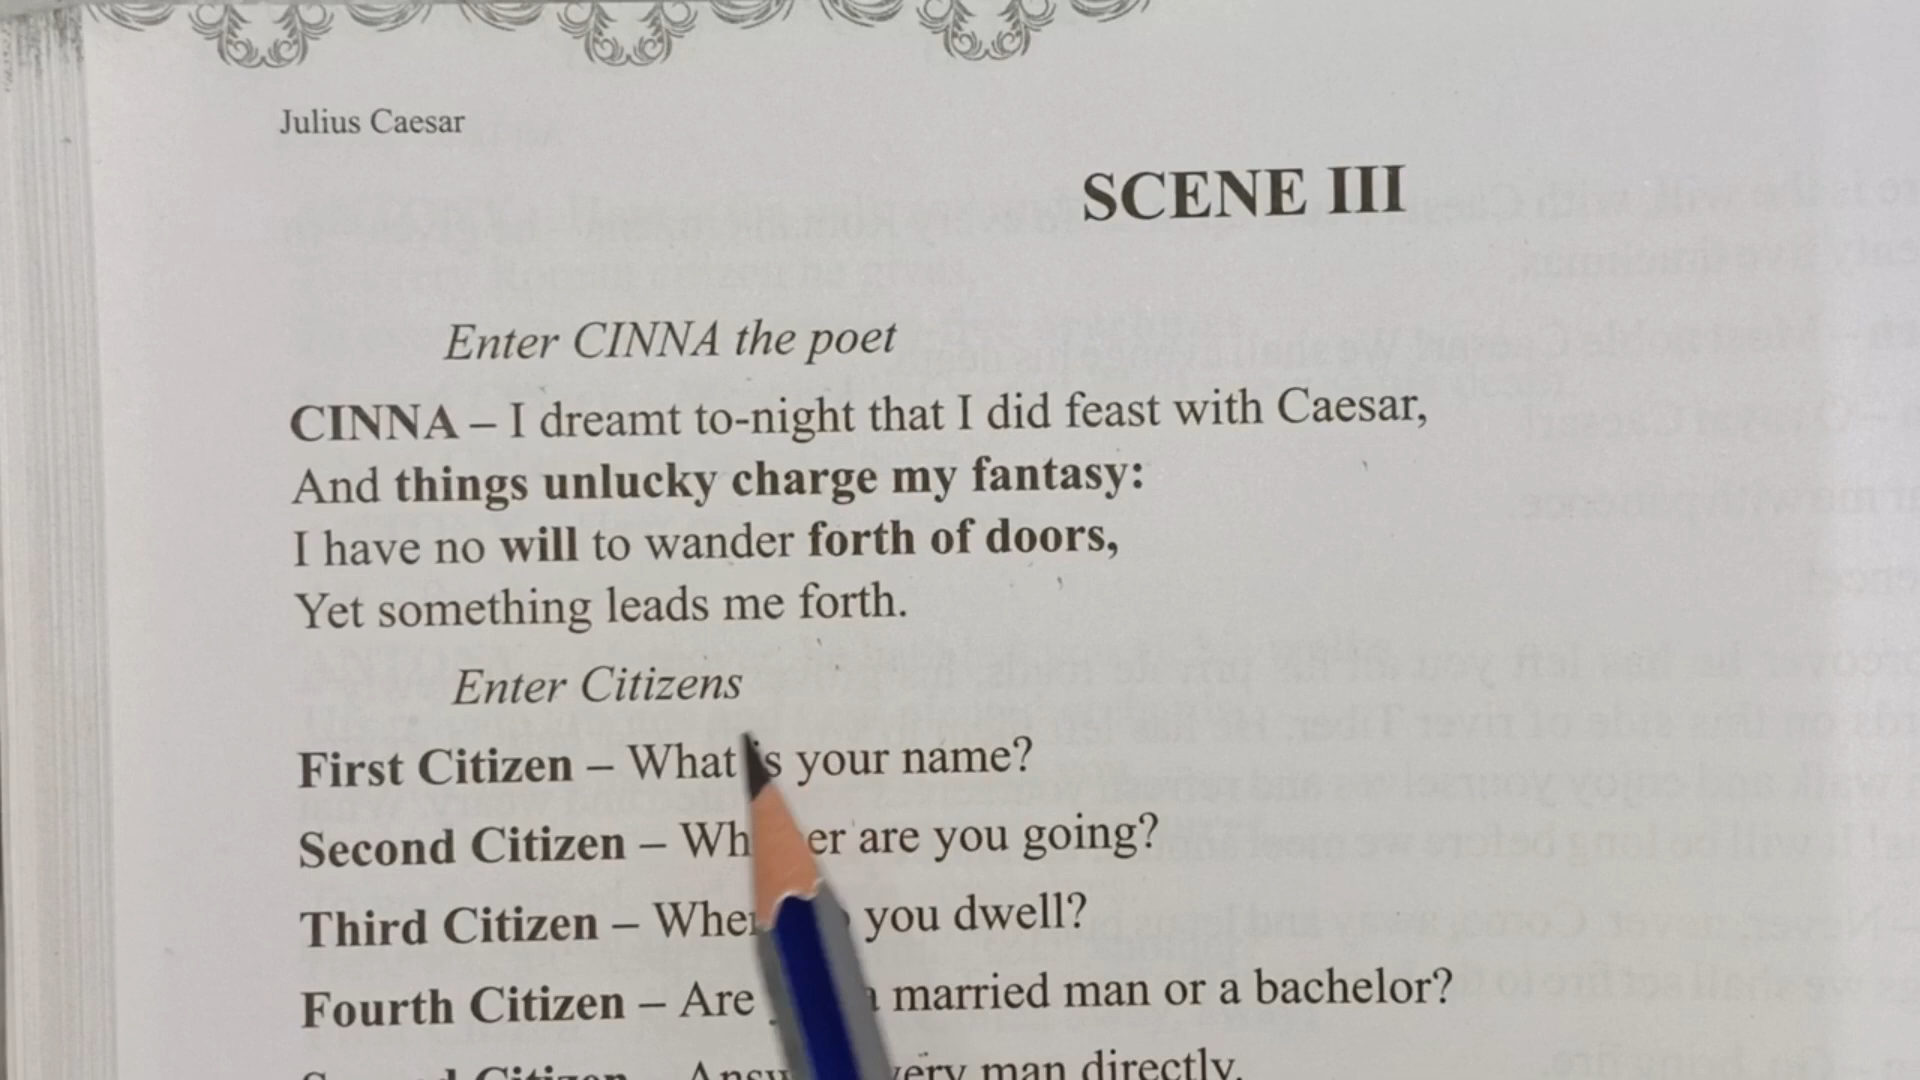 Julius Caesar
SCENE III
Enter CINNA the poet
CINNA – I dreamt to-night that I did feast with Caesar,
And things unlucky charge my fantasy:
I have no will to wander forth of doors,
Yet something leads me forth.
Enter Citizens
First Citizen – What is your name?
Second Citizen – are you going?
Third Citizen – you dwell?
Fourth Citizen – Are married man or a bachelor?
Citizen man directly.